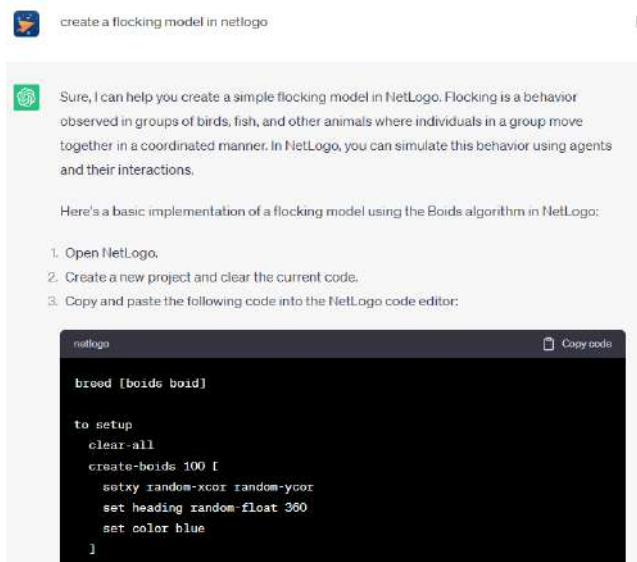 create a flocking model in netlogo
Sure, I can help you create a simple flocking model in NetLogo. Flocking is a behavior
observed in groups of birds, fish, and other animals where individuals in a group move
together in a coordinated manner. In NetLogo, you can simulate this behavior using agents
and their interactions.
Here's a basic implementation of a flocking model using the Boids algorithm in NetLogo:
1. Open NetLogo.
2. Create a new project and clear the current code.
3. Copy and paste the following code into the NetLogo code editor:
netlogo Copy code
breed [boids boid]
to setup
clear-all
create-boids 100 [
setxy random-xcor random-ycor
set heading random-float 360
set color blue
]